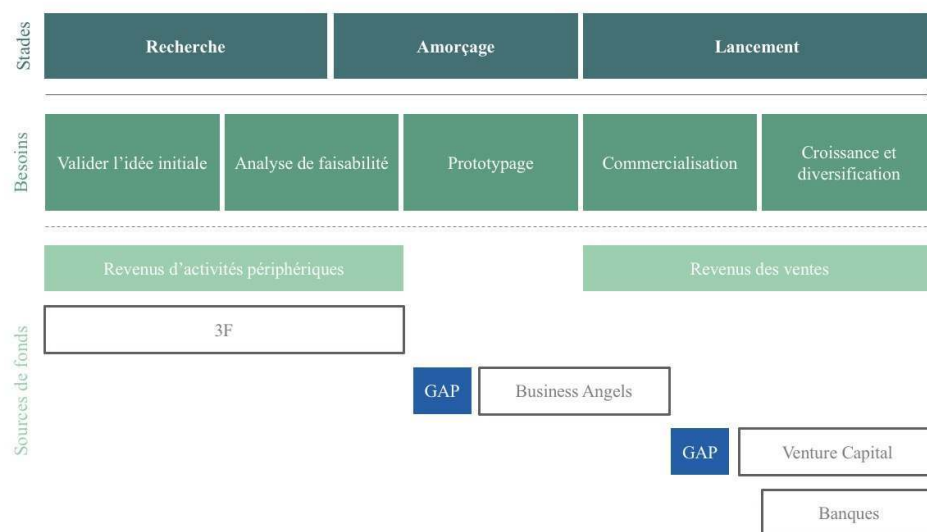 Stades
Recherche
Amorçage
Lancement
Besoins
Valider l’idée initiale
Analyse de faisabilité
Prototypage
Commercialisation
Croissance et
diversification
Sources de fonds
Revenus d’activités périphériques
Revenus des ventes
3F
GAP
Business Angels
GAP
Venture Capital
Banques